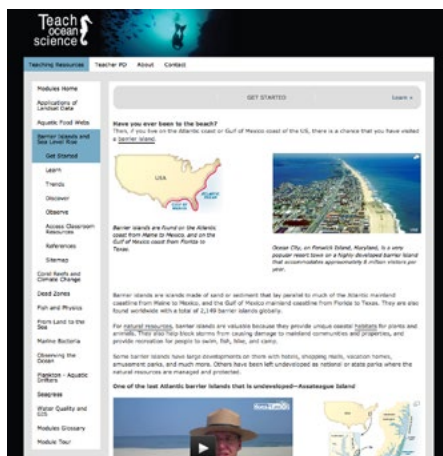 Teach
ocean
science
Teaching Resources Teacher PD About Contact
Modules Home
Applications of
Landsat Data
Aquatic Food Webs
Barrier Islands and
Sea Level Rise
Get Started
Learn
Trends
Discover
Observe
Access Classroom
Resources
References
Sitemap
Coral Reefs and
Climate Change
Dead Zones
Fish and Physics
From Land to the
Sea
Marine Bacteria
Observing the
Ocean
Plankton - Aquatic
Drifters
Seagrass
Water Quality and
Modules Glossary
Module Tour
GET STARTED
Learn »
Have you ever been to the beach?
Then, if you live on the Atlantic coast or Gulf of Mexico coast of the US, there is a chance that you have visited
a barrier island.
USA
ATLANTIC
OCEAN
GULF OF
MEXICO
Barrier islands are found on the Atlantic
coast from Maine to Mexico, and on the
Gulf of Mexico coast from Florida to
Texas.
Ocean City, on Fenwick Island, Maryland, is a very
popular resort town on a highly developed barrier island
that accommodates approximately 8 million visitors per
year.
Barrier islands are islands made of sand or sediment that lay parallel to much of the Atlantic mainland
coastline from Maine to Mexico, and the Gulf of Mexico mainland coastline from Florida to Texas. They are also
found worldwide with a total of 2,149 barrier islands globally.
For natural resources, barrier islands are valuable because they provide unique coastal habitats for plants and
animals. They also help block storms from causing damage to mainland communities and properties, and
provide recreation for people to swim, fish, hike, and camp.
Some barrier islands have large developments on them with hotels, shopping malls, vacation homes,
amusement parks, and much more. Others have been left undeveloped as national or state parks where the
natural resources are managed and protected.
One of the last Atlantic barrier islands that is undeveloped—Assateague Island